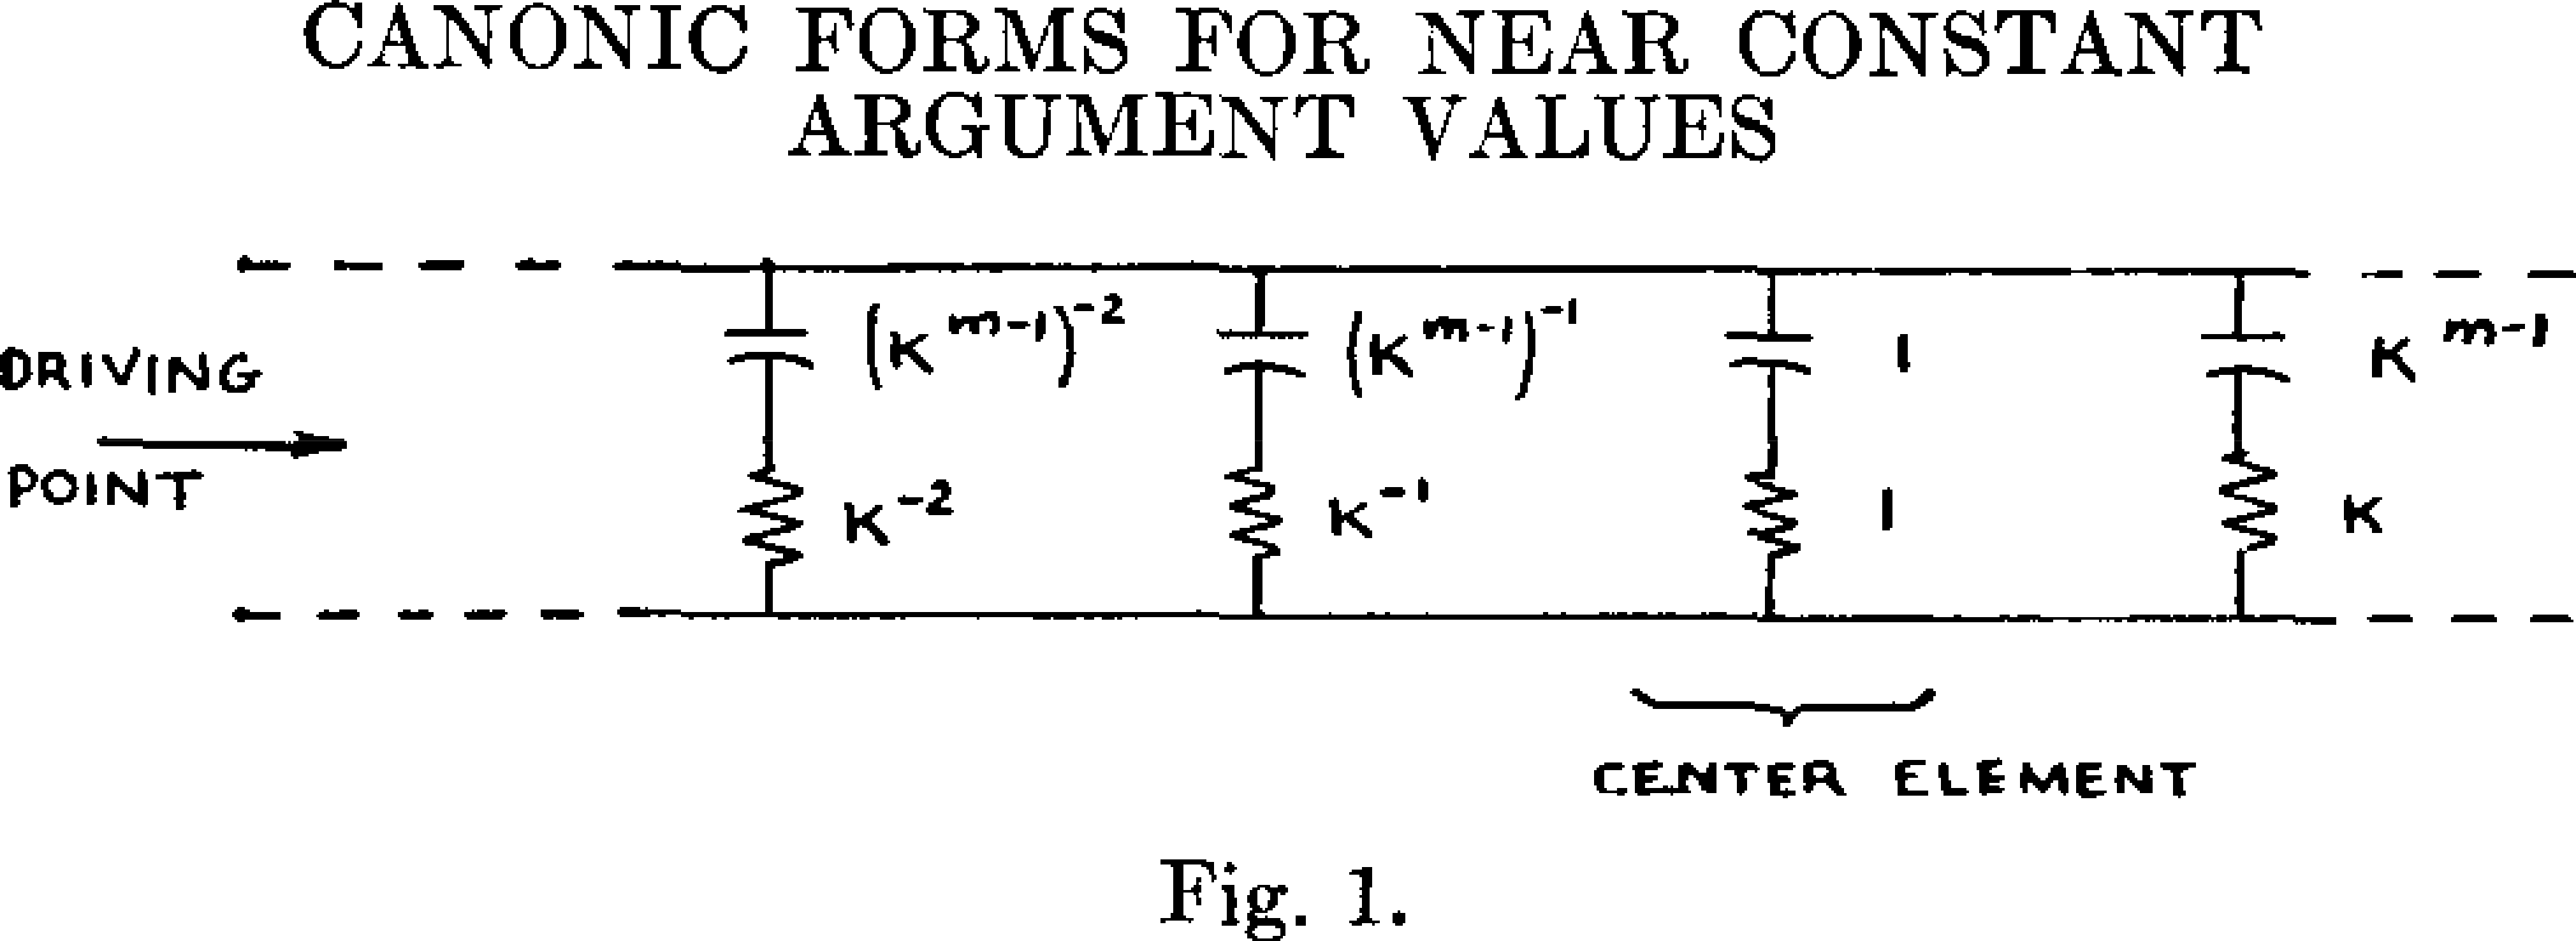 CANONIC FORMS FOR NEAR CONSTANT
ARGUMENT VALUES
DRIVING
POINT
(K^{m-1})^{-2}
(K^{m-1})^{-1}
1
K^{m-1}
K^{-2}
K^{-1}
1
K
CENTER ELEMENT
Fig. 1.